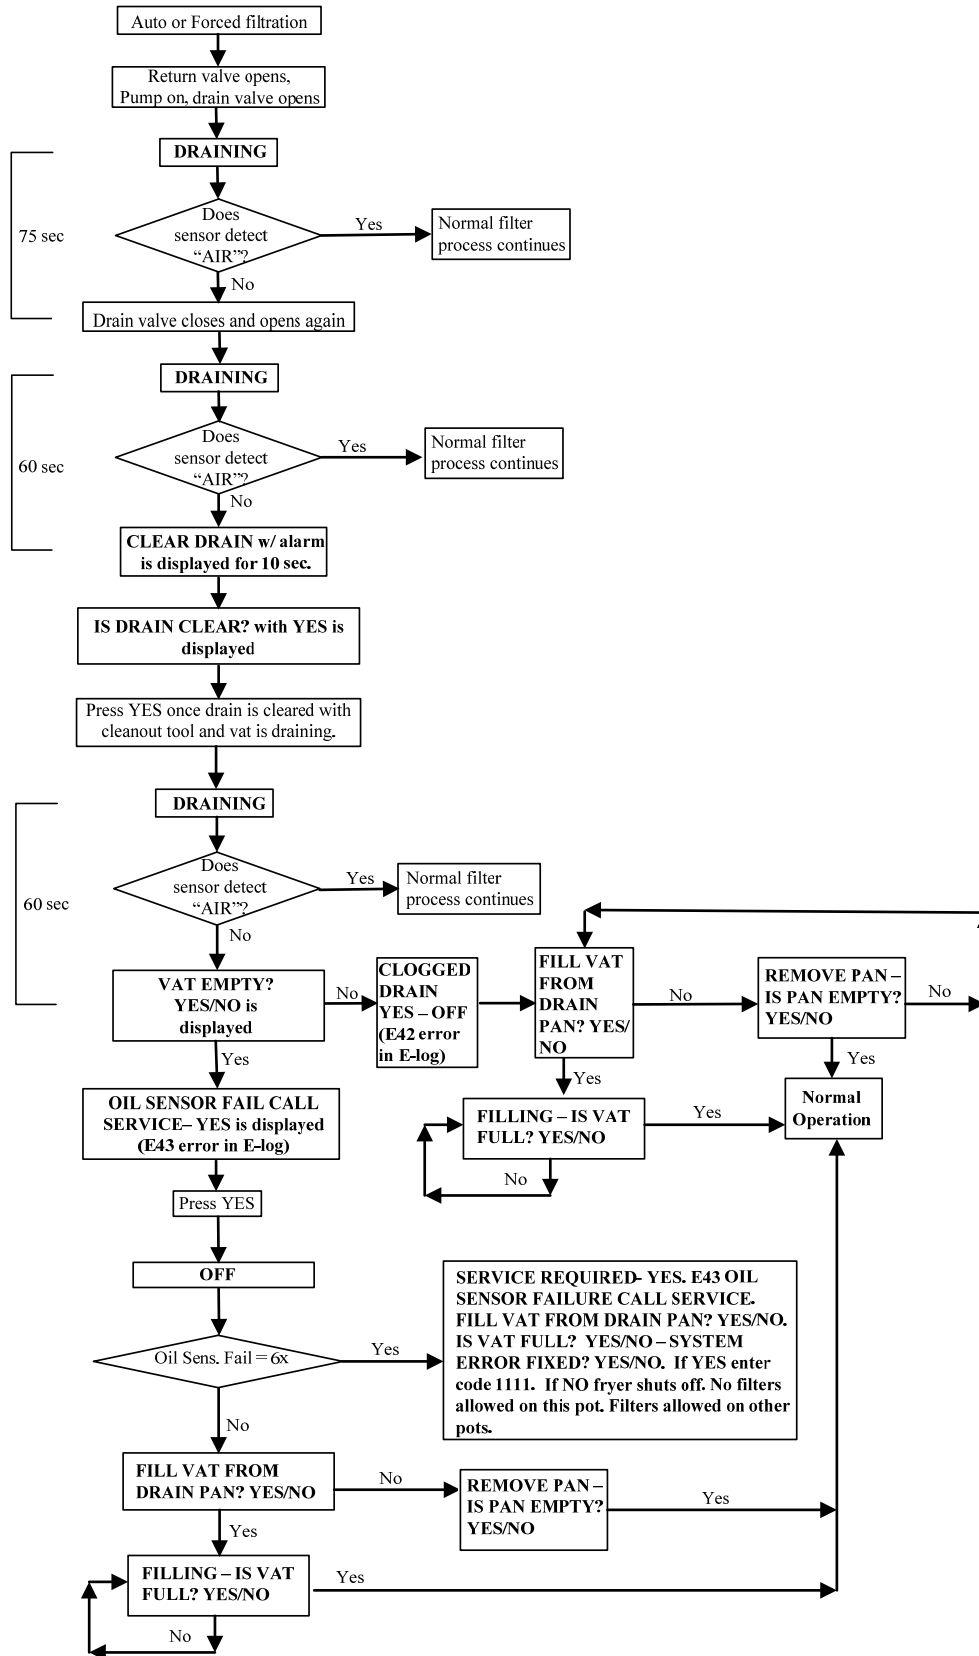 Auto or Forced filtration
Return valve opens,
Pump on, drain valve opens
DRAINING
75 sec
Does
sensor detect
“AIR”?
Yes
Normal filter
process continues
No
Drain valve closes and opens again
DRAINING
60 sec
Does
sensor detect
“AIR”?
Yes
Normal filter
process continues
No
CLEAR DRAIN w/ alarm
is displayed for 10 sec.
IS DRAIN CLEAR? with YES is
displayed
Press YES once drain is cleared with
cleanout tool and vat is draining.
DRAINING
60 sec
Does
sensor detect
“AIR”?
Yes
Normal filter
process continues
No
VAT EMPTY?
YES/NO is
displayed
No
CLOGGED
DRAIN
YES – OFF
(E42 error
in E-log)
FILL VAT
FROM
DRAIN
PAN? YES/
NO
No
REMOVE PAN –
IS PAN EMPTY?
YES/NO
No
Yes
Yes
Yes
OIL SENSOR FAIL CALL
SERVICE– YES is displayed
(E43 error in E-log)
FILLING – IS VAT
FULL? YES/NO
Yes
Normal
Operation
No
Press YES
OFF
Oil Sens. Fail = 6x
Yes
SERVICE REQUIRED- YES. E43 OIL
SENSOR FAILURE CALL SERVICE.
FILL VAT FROM DRAIN PAN? YES/NO.
IS VAT FULL? YES/NO – SYSTEM
ERROR FIXED? YES/NO. If YES enter
code 1111. If NO fryer shuts off. No filters
allowed on this pot. Filters allowed on other
pots.
No
FILL VAT FROM
DRAIN PAN? YES/NO
No
REMOVE PAN –
IS PAN EMPTY?
YES/NO
Yes
Yes
FILLING – IS VAT
FULL? YES/NO
Yes
No